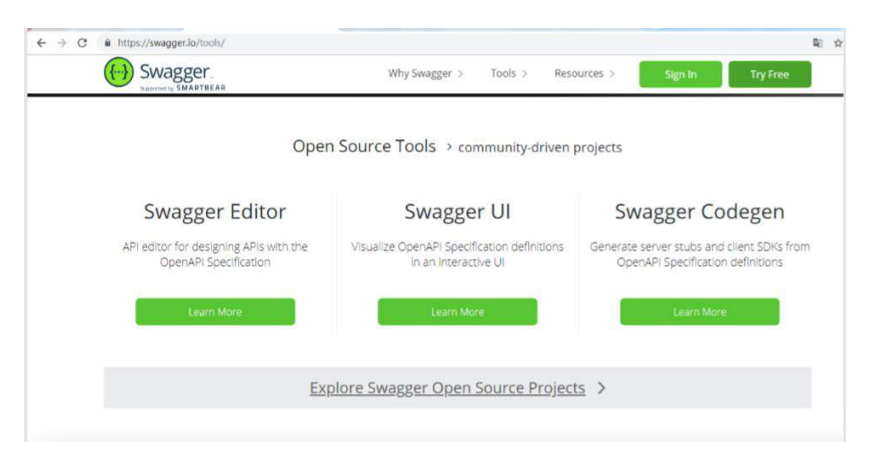 https://swagger.io/tools/
{···} Swagger.
Supported by SMARTBEAR
Why Swagger >
Tools >
Resources >
Sign In
Try Free
Open Source Tools > community-driven projects
Swagger Editor
API editor for designing APIs with the
OpenAPI Specification
Learn More
Swagger UI
Visualize OpenAPI Specification definitions
in an interactive UI
Learn More
Swagger Codegen
Generate server stubs and client SDKs from
OpenAPI Specification definitions
Learn More
Explore Swagger Open Source Projects >